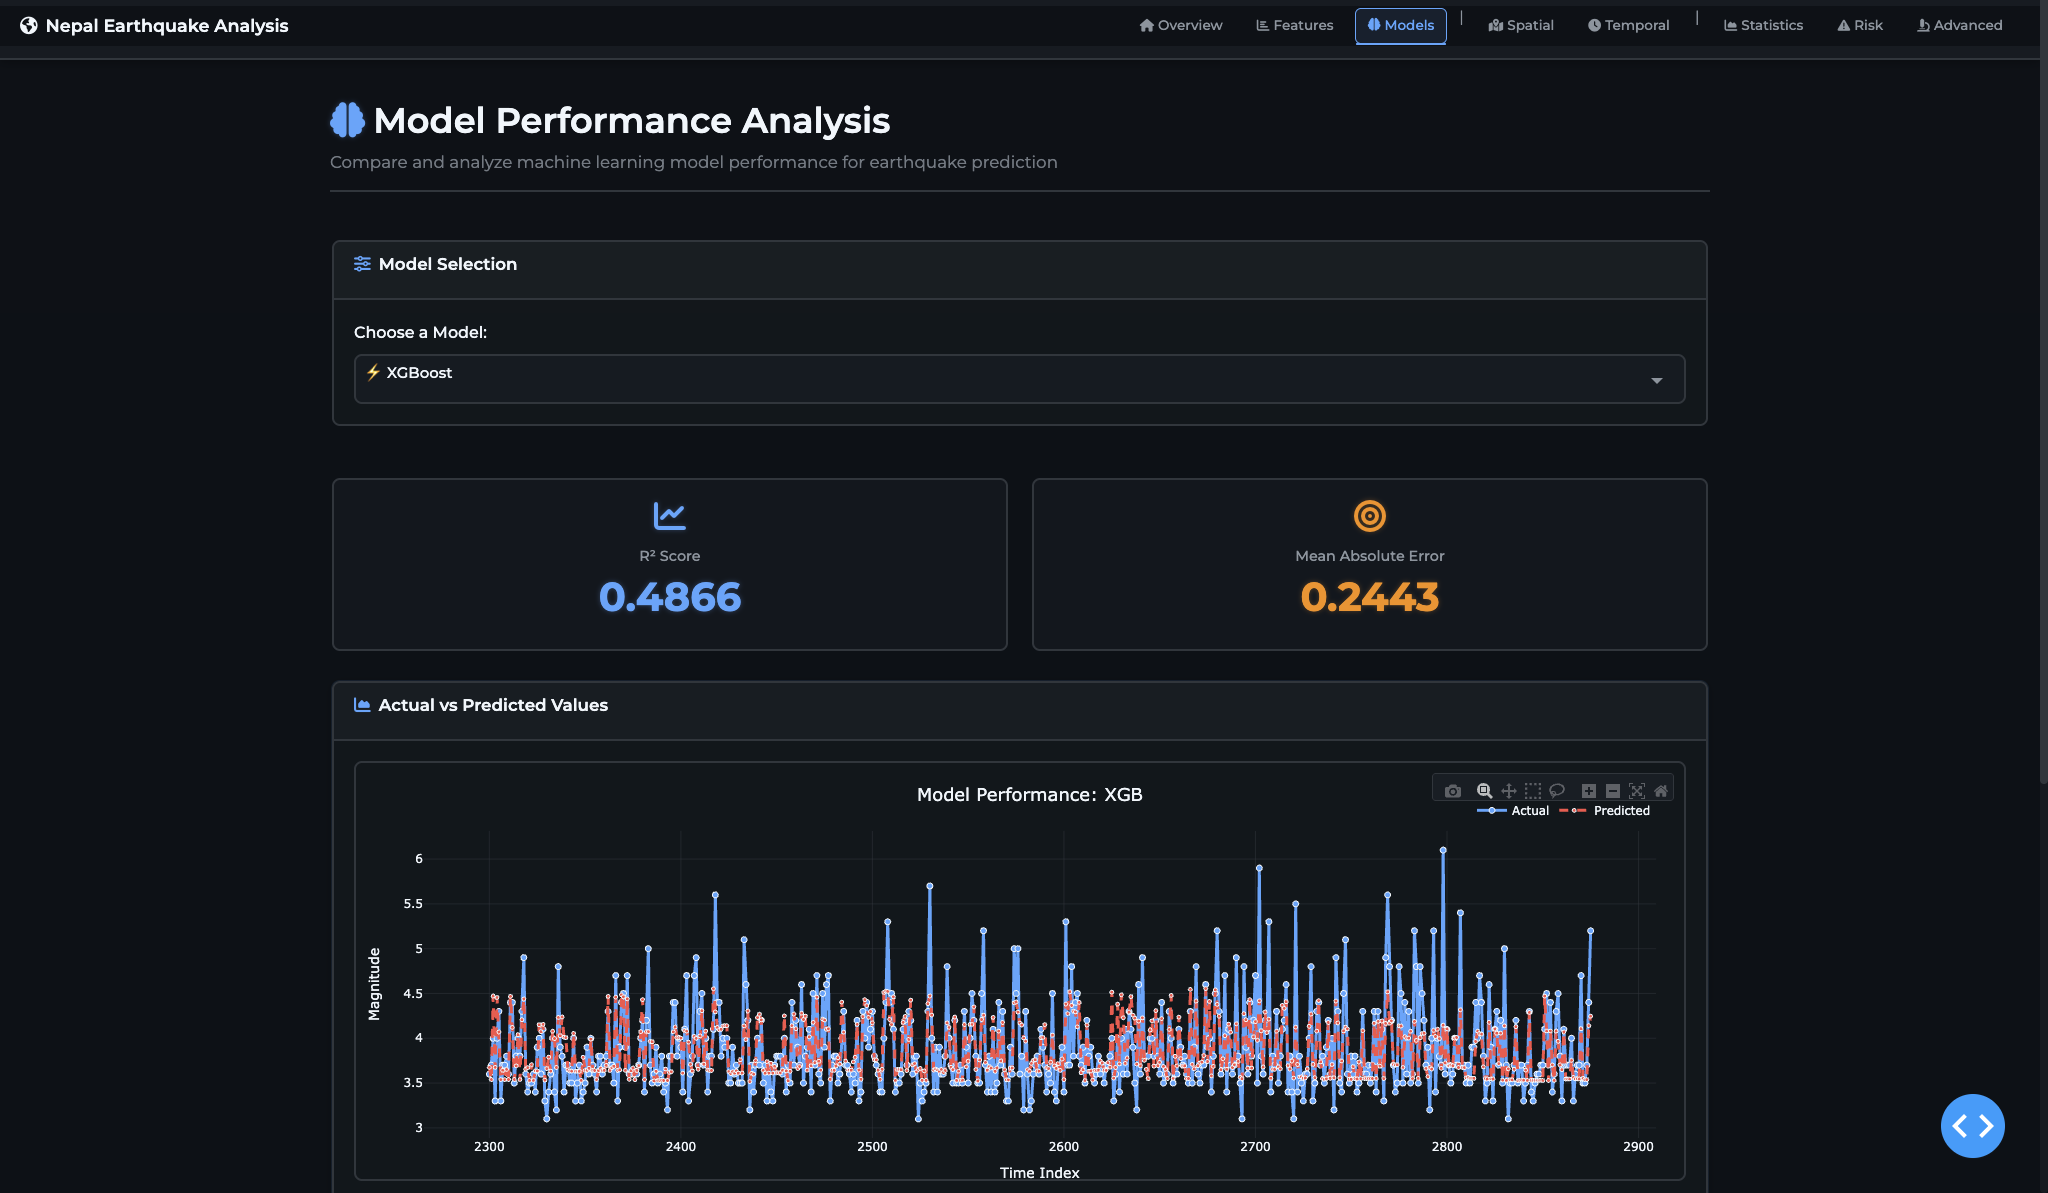 Nepal Earthquake Analysis
Overview
Features
Models
Spatial
Temporal
Statistics
Risk
Advanced
Model Performance Analysis
Compare and analyze machine learning model performance for earthquake prediction
Model Selection
Choose a Model:
⚡ XGBoost
R² Score
0.4866
Mean Absolute Error
0.2443
Actual vs Predicted Values
Model Performance: XGB
Actual
Predicted
6
5.5
5
4.5
4
3.5
3
Magnitude
2300
2400
2500
2600
2700
2800
2900
Time Index